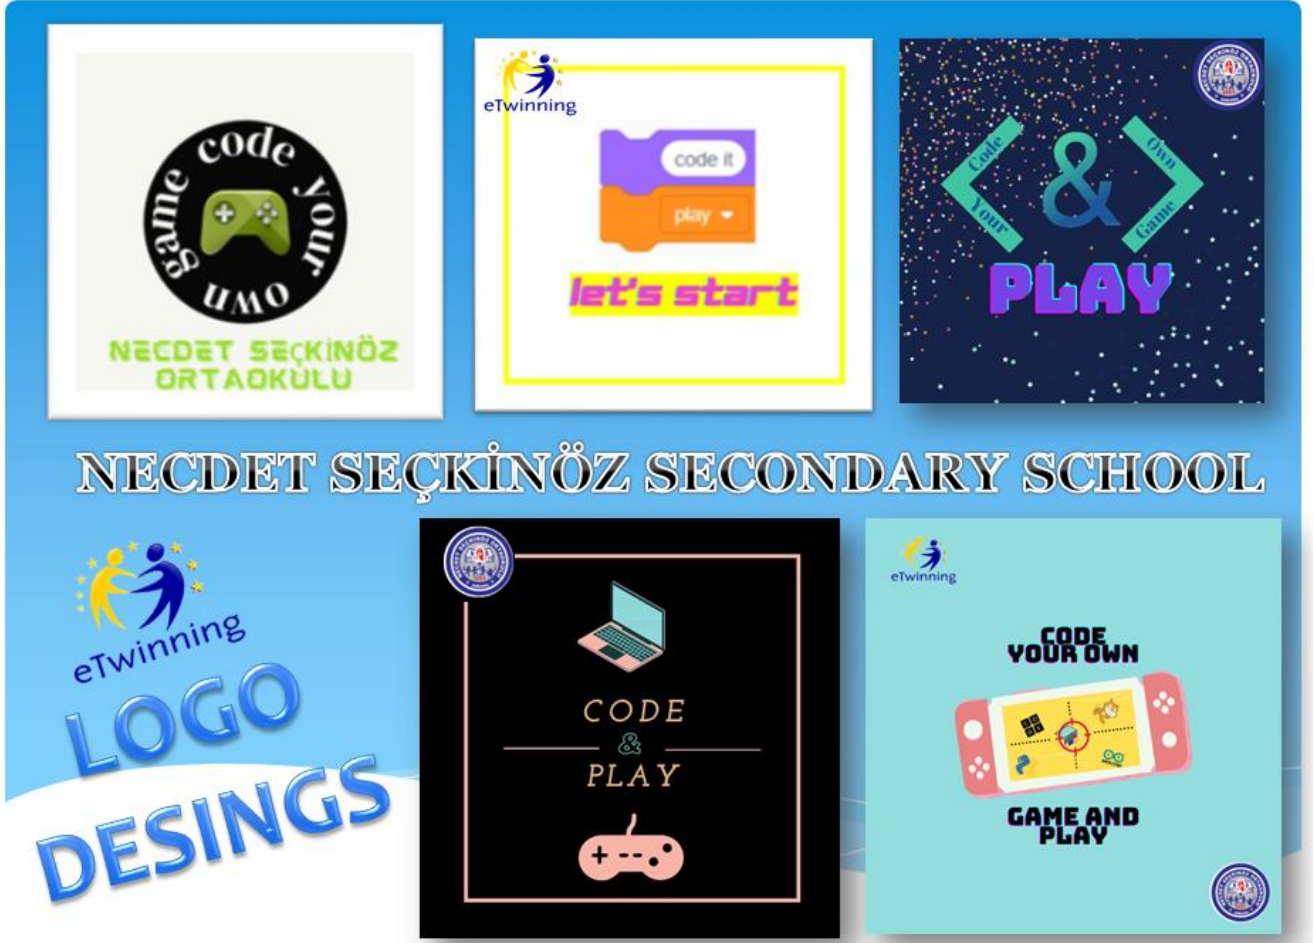 code your own game
NECDET SEÇKİNÖZ
ORTAOKULU
eTwinning
code it
play
let's start
Code Own
&
Your Game
PLAY
NECDET SEÇKİNÖZ SECONDARY SCHOOL
eTwinning
LOGO
DESINGS
CODE
&
PLAY
eTwinning
CODE
YOUR OWN
GAME AND
PLAY